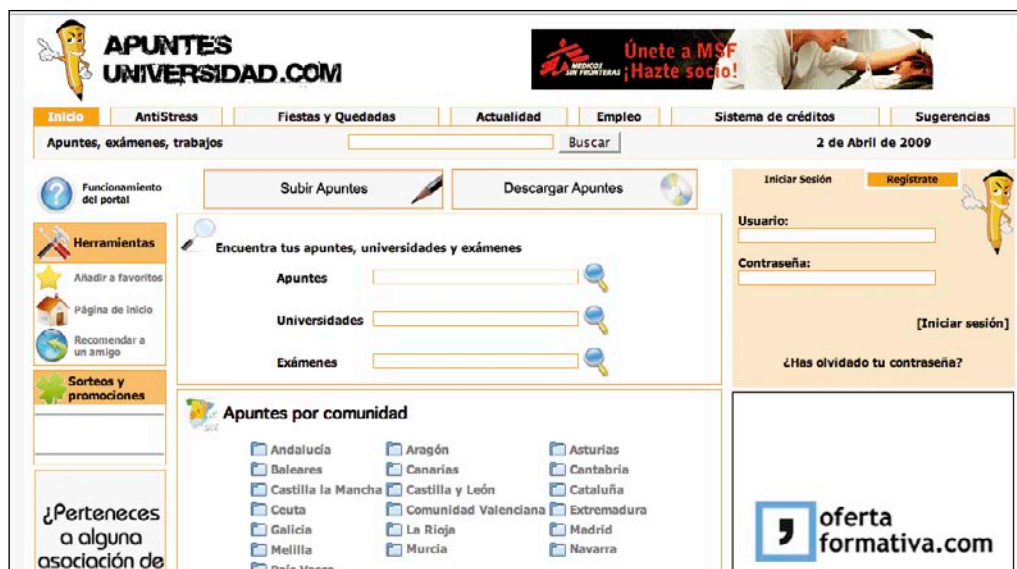 APUNTES
UNIVERSIDAD.COM
MEDICOS
SIN FRONTERAS
Únete a MSF
¡Hazte socio!
Inicio AntiStress Fiestas y Quedadas Actualidad Empleo Sistema de créditos Sugerencias
Apuntes, exámenes, trabajos Buscar 2 de Abril de 2009
Funcionamiento
del portal
Subir Apuntes Descargar Apuntes
Iniciar Sesión Regístrate
Usuario:
Contraseña:
[Iniciar sesión]
¿Has olvidado tu contraseña?
Herramientas
Añadir a favoritos
Página de inicio
Recomendar a
un amigo
Sorteos y
promociones
¿Perteneces
a alguna
asociación de
Encuentra tus apuntes, universidades y exámenes
Apuntes
Universidades
Exámenes
Apuntes por comunidad
Andalucía Aragón Asturias
Baleares Canarias Cantabria
Castilla la Mancha Castilla y León Cataluña
Ceuta Comunidad Valenciana Extremadura
Galicia La Rioja Madrid
Melilla Murcia Navarra
País Vasco
oferta
formativa.com